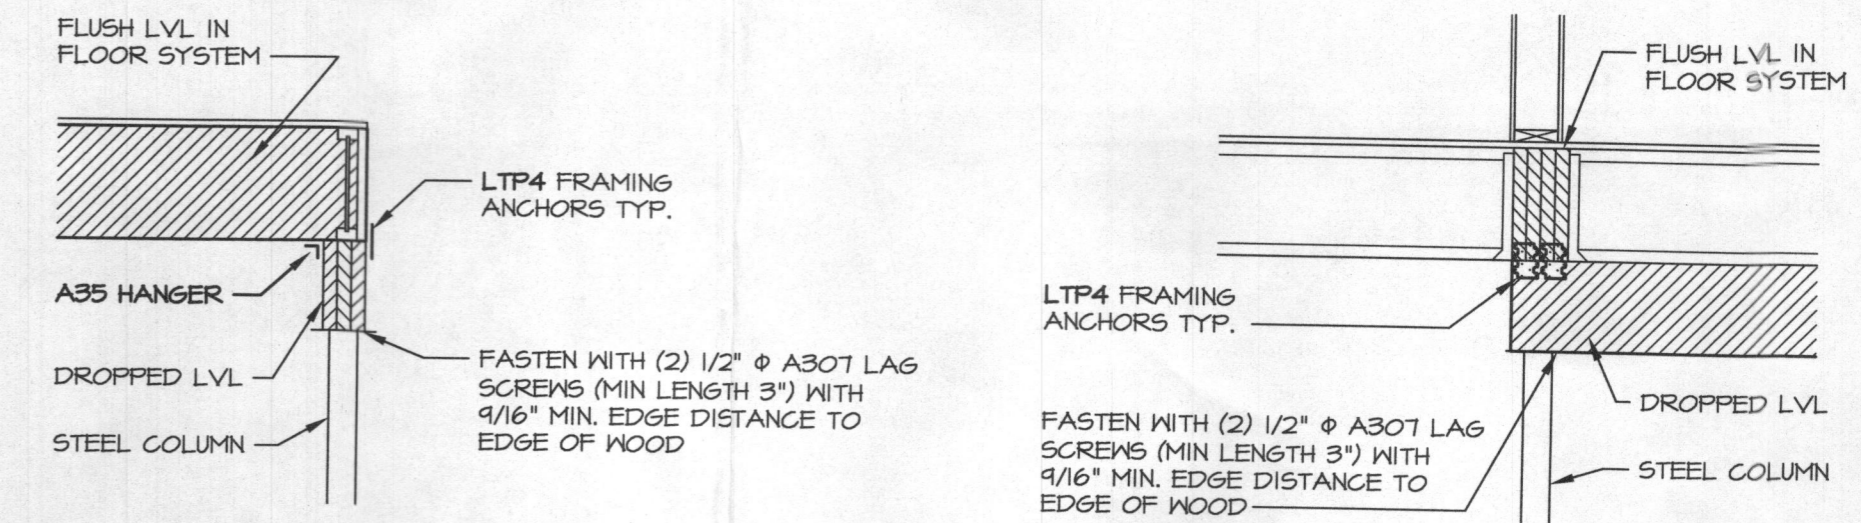 FLUSH LVL IN
FLOOR SYSTEM
LTP4 FRAMING
ANCHORS TYP.
A35 HANGER
DROPPED LVL
FASTEN WITH (2) 1/2" Φ A307 LAG
SCREWS (MIN LENGTH 3") WITH
9/16" MIN. EDGE DISTANCE TO
EDGE OF WOOD
STEEL COLUMN
FLUSH LVL IN
FLOOR SYSTEM
LTP4 FRAMING
ANCHORS TYP.
DROPPED LVL
FASTEN WITH (2) 1/2" Φ A307 LAG
SCREWS (MIN LENGTH 3") WITH
9/16" MIN. EDGE DISTANCE TO
EDGE OF WOOD
STEEL COLUMN